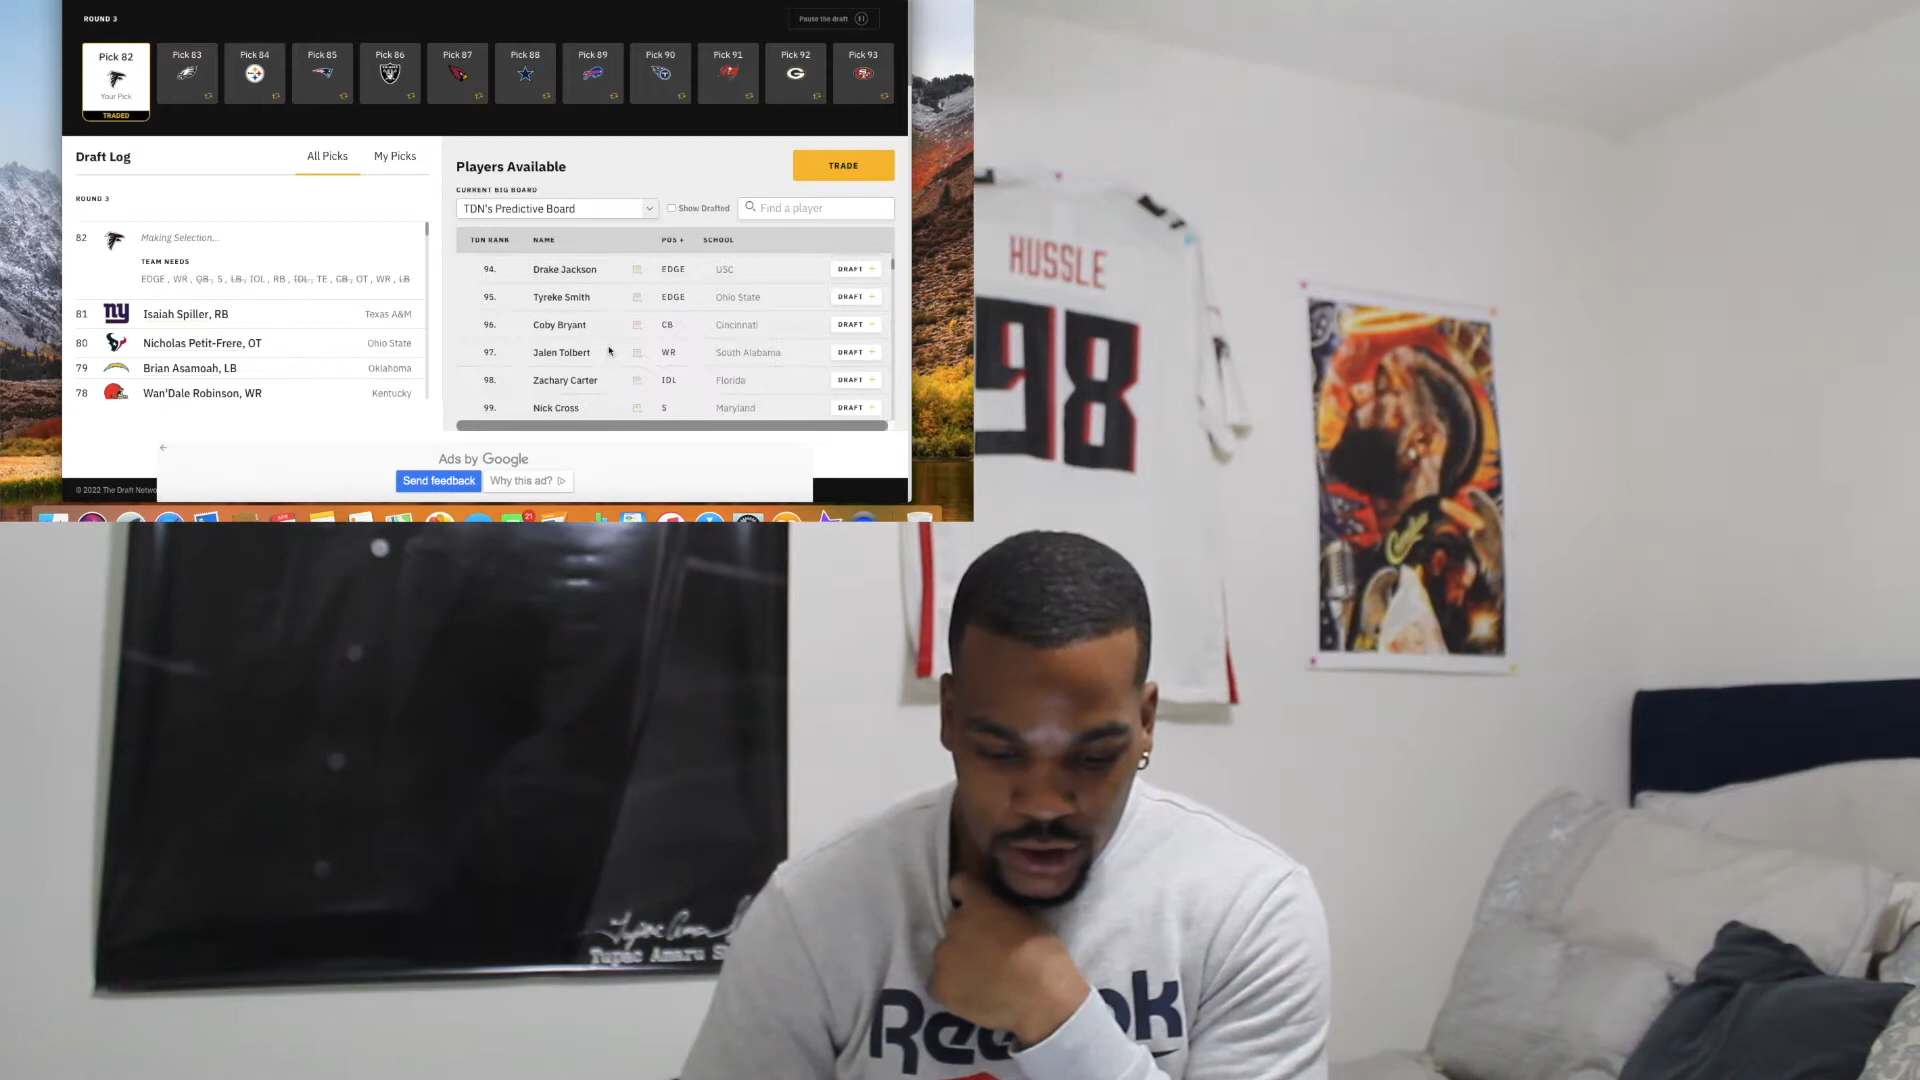 ROUND 3
Pause the draft
Pick 82
Your Pick
TRADED
Pick 83
Pick 84
Pick 85
Pick 86
Pick 87
Pick 88
Pick 89
Pick 90
Pick 91
Pick 92
Pick 93
Draft Log
All Picks
My Picks
ROUND 3
82 Making Selection...
TEAM NEEDS
EDGE , WR , QB , S , LB , IOL , RB , IDL , TE , CB , OT , WR , LB
81 Isaiah Spiller, RB Texas A&M
80 Nicholas Petit-Frere, OT Ohio State
79 Brian Asamoah, LB Oklahoma
78 Wan'Dale Robinson, WR Kentucky
Players Available
TRADE
CURRENT BIG BOARD
TDN's Predictive Board
Show Drafted
Find a player
TDN RANK NAME POS + SCHOOL
94. Drake Jackson EDGE USC DRAFT +
95. Tyreke Smith EDGE Ohio State DRAFT +
96. Coby Bryant CB Cincinnati DRAFT +
97. Jalen Tolbert WR South Alabama DRAFT +
98. Zachary Carter IDL Florida DRAFT +
99. Nick Cross S Maryland DRAFT +
Ads by Google
Send feedback
Why this ad?
© 2022 The Draft Netwo
21
HUSSLE
98
Tupac Amaru S
Reebok